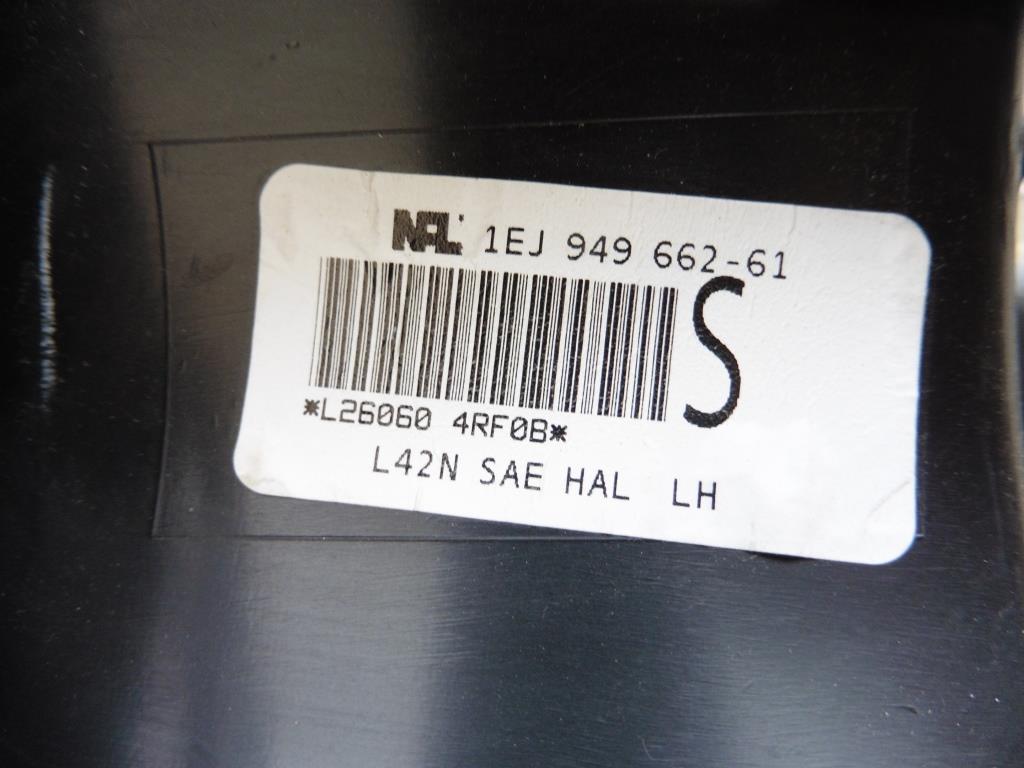 NAL 1EJ 949 662-61
S
*L26060 4RF0B*
L42N SAE HAL LH